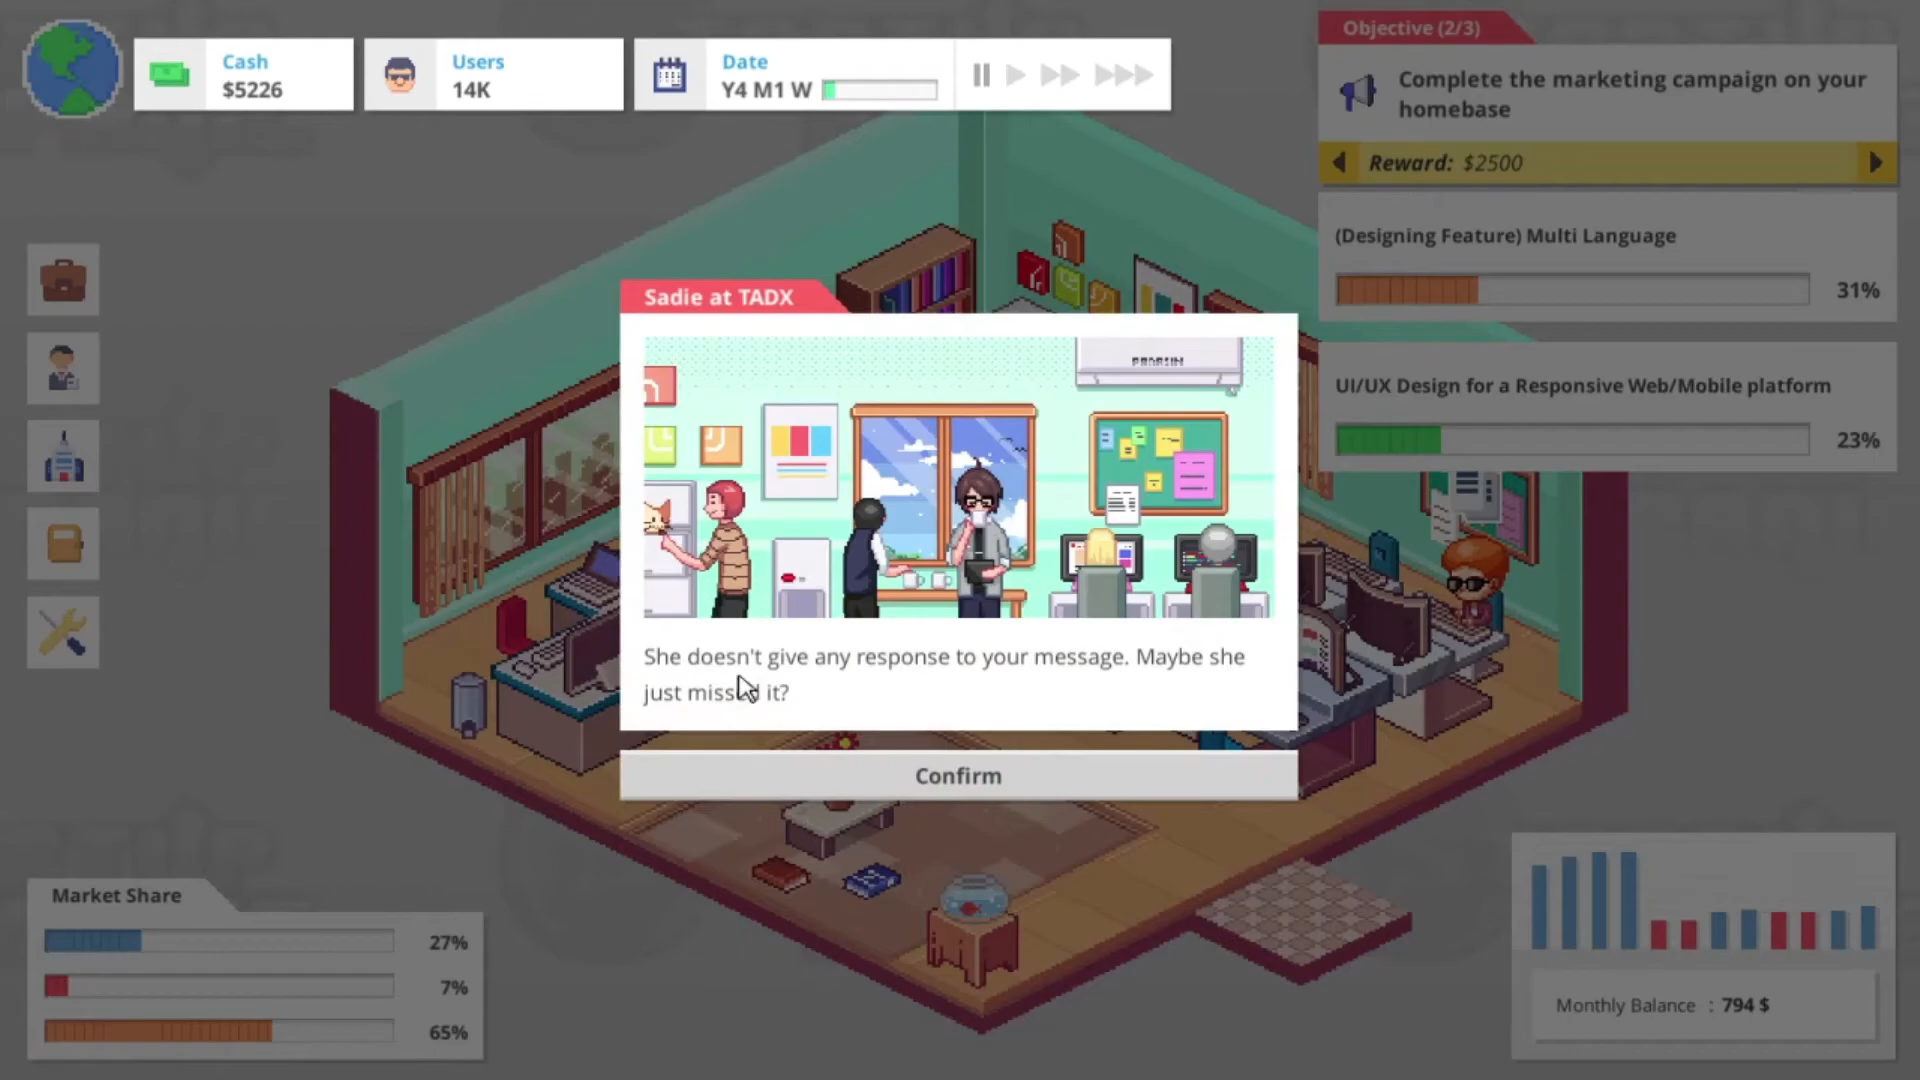 Cash
$5226
Users
14K
Date
Y4 M1 W
Objective (2/3)
Complete the marketing campaign on your
homebase
Reward: $2500
(Designing Feature) Multi Language
31%
UI/UX Design for a Responsive Web/Mobile platform
23%
Sadie at TADX
She doesn't give any response to your message. Maybe she
just missed it?
Confirm
Market Share
27%
7%
65%
Monthly Balance : 794 $